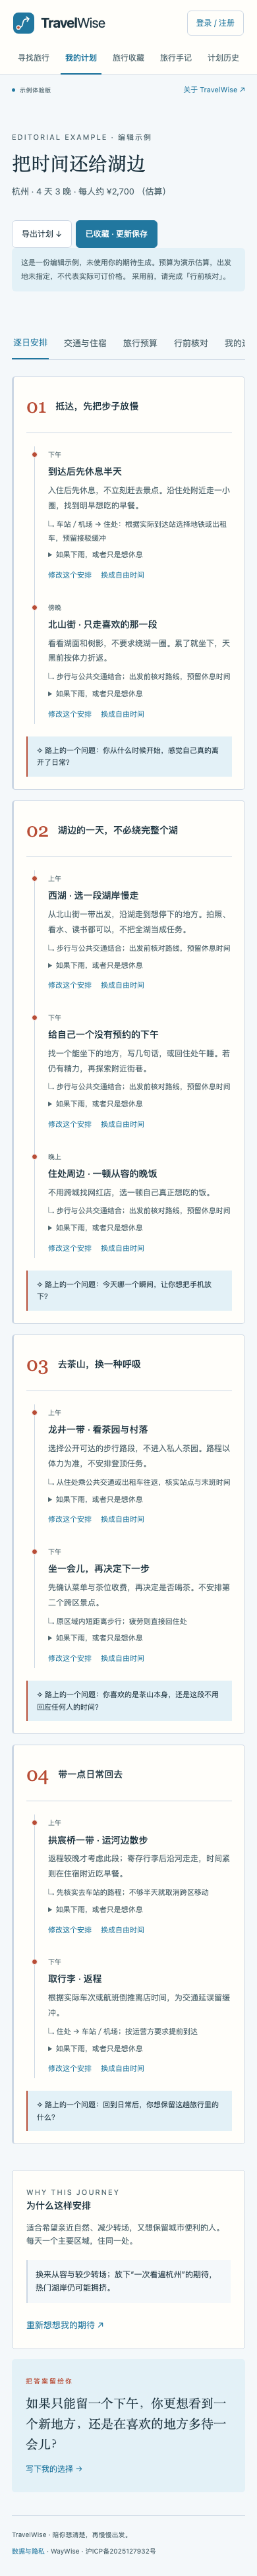 TravelWise
登录 / 注册
寻找旅行 我的计划 旅行收藏 旅行手记 计划历史
示例体验版
关于 TravelWise ↗
EDITORIAL EXAMPLE · 编辑示例
把时间还给湖边
杭州 · 4 天 3 晚 · 每人约 ¥2,700 (估算)
导出计划 ↓
已收藏 · 更新保存
这是一份编辑示例，未使用你的期待生成。预算为演示估算，出发
地未指定，不代表实际可订价格。 采用前，请完成「行前核对」。
逐日安排 交通与住宿 旅行预算 行前核对
01 抵达，先把步子放慢
下午
到达后先休息半天
入住后先休息，不立刻赶去景点。沿住处附近走一小
圈，找到明早想吃的早餐。
车站 / 机场 → 住处：根据实际到达站选择地铁或出租
车，预留接驳缓冲
▶ 如果下雨，或者只是想休息
修改这个安排 换成自由时间
傍晚
北山街 · 只走喜欢的那一段
看看湖面和树影，不要求绕湖一圈。累了就坐下，天
黑前按体力折返。
步行与公共交通结合；出发前核对路线，预留休息时间
▶ 如果下雨，或者只是想休息
修改这个安排 换成自由时间
✧ 路上的一个问题：你从什么时候开始，感觉自己真的离
开了日常？
02 湖边的一天，不必绕完整个湖
上午
西湖 · 选一段湖岸慢走
从北山街一带出发，沿湖走到想停下的地方。拍照、
看水、读书都可以，不把全湖当成任务。
步行与公共交通结合；出发前核对路线，预留休息时间
▶ 如果下雨，或者只是想休息
修改这个安排 换成自由时间
下午
给自己一个没有预约的下午
找一个能坐下的地方，写几句话，或回住处午睡。若
仍有精力，再探索附近街巷。
步行与公共交通结合；出发前核对路线，预留休息时间
▶ 如果下雨，或者只是想休息
修改这个安排 换成自由时间
晚上
住处周边 · 一顿从容的晚饭
不用跨城找网红店，选一顿自己真正想吃的饭。
步行与公共交通结合；出发前核对路线，预留休息时间
▶ 如果下雨，或者只是想休息
修改这个安排 换成自由时间
✧ 路上的一个问题：今天哪一个瞬间，让你想把手机放
下？
03 去茶山，换一种呼吸
上午
龙井一带 · 看茶园与村落
选择公开可达的步行路段，不进入私人茶园。路程以
体力为准，不安排登顶任务。
从住处乘公共交通或出租车往返，核实站点与末班时间
▶ 如果下雨，或者只是想休息
修改这个安排 换成自由时间
下午
坐一会儿，再决定下一步
先确认菜单与茶位收费，再决定是否喝茶。不安排第
二个跨区景点。
原区域内短距离步行；疲劳则直接回住处
▶ 如果下雨，或者只是想休息
修改这个安排 换成自由时间
✧ 路上的一个问题：你喜欢的是茶山本身，还是这段不用
回应任何人的时间？
04 带一点日常回去
上午
拱宸桥一带 · 运河边散步
返程较晚才考虑此段；寄存行李后沿河走走，时间紧
则在住宿附近吃早餐。
先核实去车站的路程；不够半天就取消跨区移动
▶ 如果下雨，或者只是想休息
修改这个安排 换成自由时间
下午
取行李 · 返程
根据实际车次或航班倒推离店时间，为交通延误留缓
冲。
住处 → 车站 / 机场；按运营方要求提前到达
▶ 如果下雨，或者只是想休息
修改这个安排 换成自由时间
✧ 路上的一个问题：回到日常后，你想保留这趟旅行里的
什么？
WHY THIS JOURNEY
为什么这样安排
适合希望亲近自然、减少转场，又想保留城市便利的人。
每天一个主要区域，住同一处。
换来从容与较少转场；放下“一次看遍杭州”的期待，
热门湖岸仍可能拥挤。
重新想想我的期待 ↗
把答案留给你
如果只能留一个下午，你更想看到一
个新地方，还是在喜欢的地方多待一
会儿？
写下我的选择 →
TravelWise · 陪你想清楚，再慢慢出发。
数据与隐私 · WayWise · 沪ICP备2025127932号